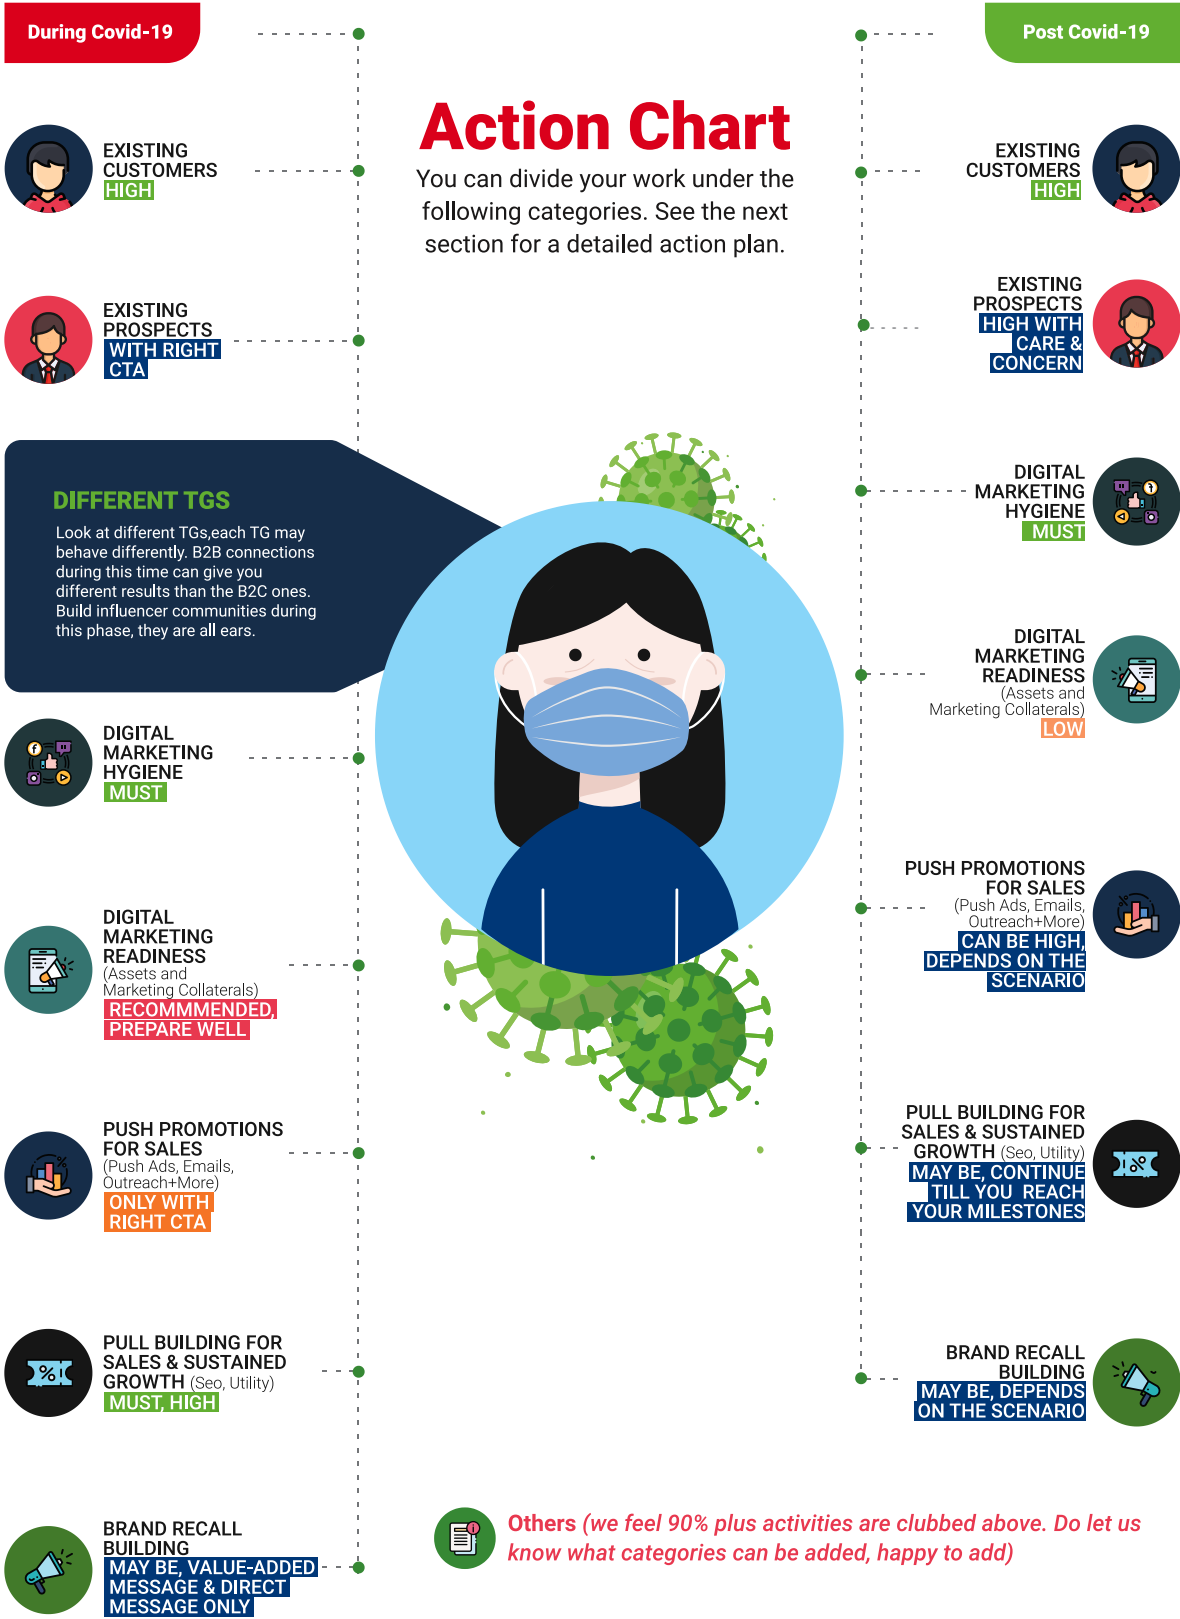 During Covid-19
Post Covid-19
Action Chart
You can divide your work under the
following categories. See the next
section for a detailed action plan.
EXISTING
CUSTOMERS
HIGH
EXISTING
PROSPECTS
WITH RIGHT
CTA
DIFFERENT TGS
Look at different TGs,each TG may
behave differently. B2B connections
during this time can give you
different results than the B2C ones.
Build influencer communities during
this phase, they are all ears.
DIGITAL
MARKETING
HYGIENE
MUST
DIGITAL
MARKETING
READINESS
(Assets and
Marketing Collaterals)
RECOMMMENDED,
PREPARE WELL
PUSH PROMOTIONS
FOR SALES
(Push Ads, Emails,
Outreach+More)
ONLY WITH
RIGHT CTA
PULL BUILDING FOR
SALES & SUSTAINED
GROWTH (Seo, Utility)
MUST, HIGH
BRAND RECALL
BUILDING
MAY BE, VALUE-ADDED
MESSAGE & DIRECT
MESSAGE ONLY
EXISTING
CUSTOMERS
HIGH
EXISTING
PROSPECTS
HIGH WITH
CARE &
CONCERN
DIGITAL
MARKETING
HYGIENE
MUST
DIGITAL
MARKETING
READINESS
(Assets and
Marketing Collaterals)
LOW
PUSH PROMOTIONS
FOR SALES
(Push Ads, Emails,
Outreach+More)
CAN BE HIGH,
DEPENDS ON THE
SCENARIO
PULL BUILDING FOR
SALES & SUSTAINED
GROWTH (Seo, Utility)
MAY BE, CONTINUE
TILL YOU REACH
YOUR MILESTONES
BRAND RECALL
BUILDING
MAY BE, DEPENDS
ON THE SCENARIO
Others (we feel 90% plus activities are clubbed above. Do let us
know what categories can be added, happy to add)